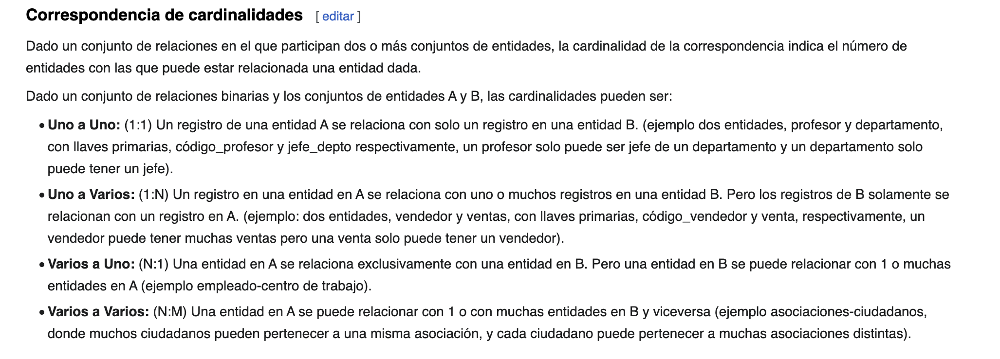 Correspondencia de cardinalidades [ editar ]
Dado un conjunto de relaciones en el que participan dos o más conjuntos de entidades, la cardinalidad de la correspondencia indica el número de
entidades con las que puede estar relacionada una entidad dada.
Dado un conjunto de relaciones binarias y los conjuntos de entidades A y B, las cardinalidades pueden ser:
• Uno a Uno: (1:1) Un registro de una entidad A se relaciona con solo un registro en una entidad B. (ejemplo dos entidades, profesor y departamento,
con llaves primarias, código_profesor y jefe_depto respectivamente, un profesor solo puede ser jefe de un departamento y un departamento solo
puede tener un jefe).
• Uno a Varios: (1:N) Un registro en una entidad en A se relaciona con uno o muchos registros en una entidad B. Pero los registros de B solamente se
relacionan con un registro en A. (ejemplo: dos entidades, vendedor y ventas, con llaves primarias, código_vendedor y venta, respectivamente, un
vendedor puede tener muchas ventas pero una venta solo puede tener un vendedor).
• Varios a Uno: (N:1) Una entidad en A se relaciona exclusivamente con una entidad en B. Pero una entidad en B se puede relacionar con 1 o muchas
entidades en A (ejemplo empleado-centro de trabajo).
• Varios a Varios: (N:M) Una entidad en A se puede relacionar con 1 o con muchas entidades en B y viceversa (ejemplo asociaciones-ciudadanos,
donde muchos ciudadanos pueden pertenecer a una misma asociación, y cada ciudadano puede pertenecer a muchas asociaciones distintas).